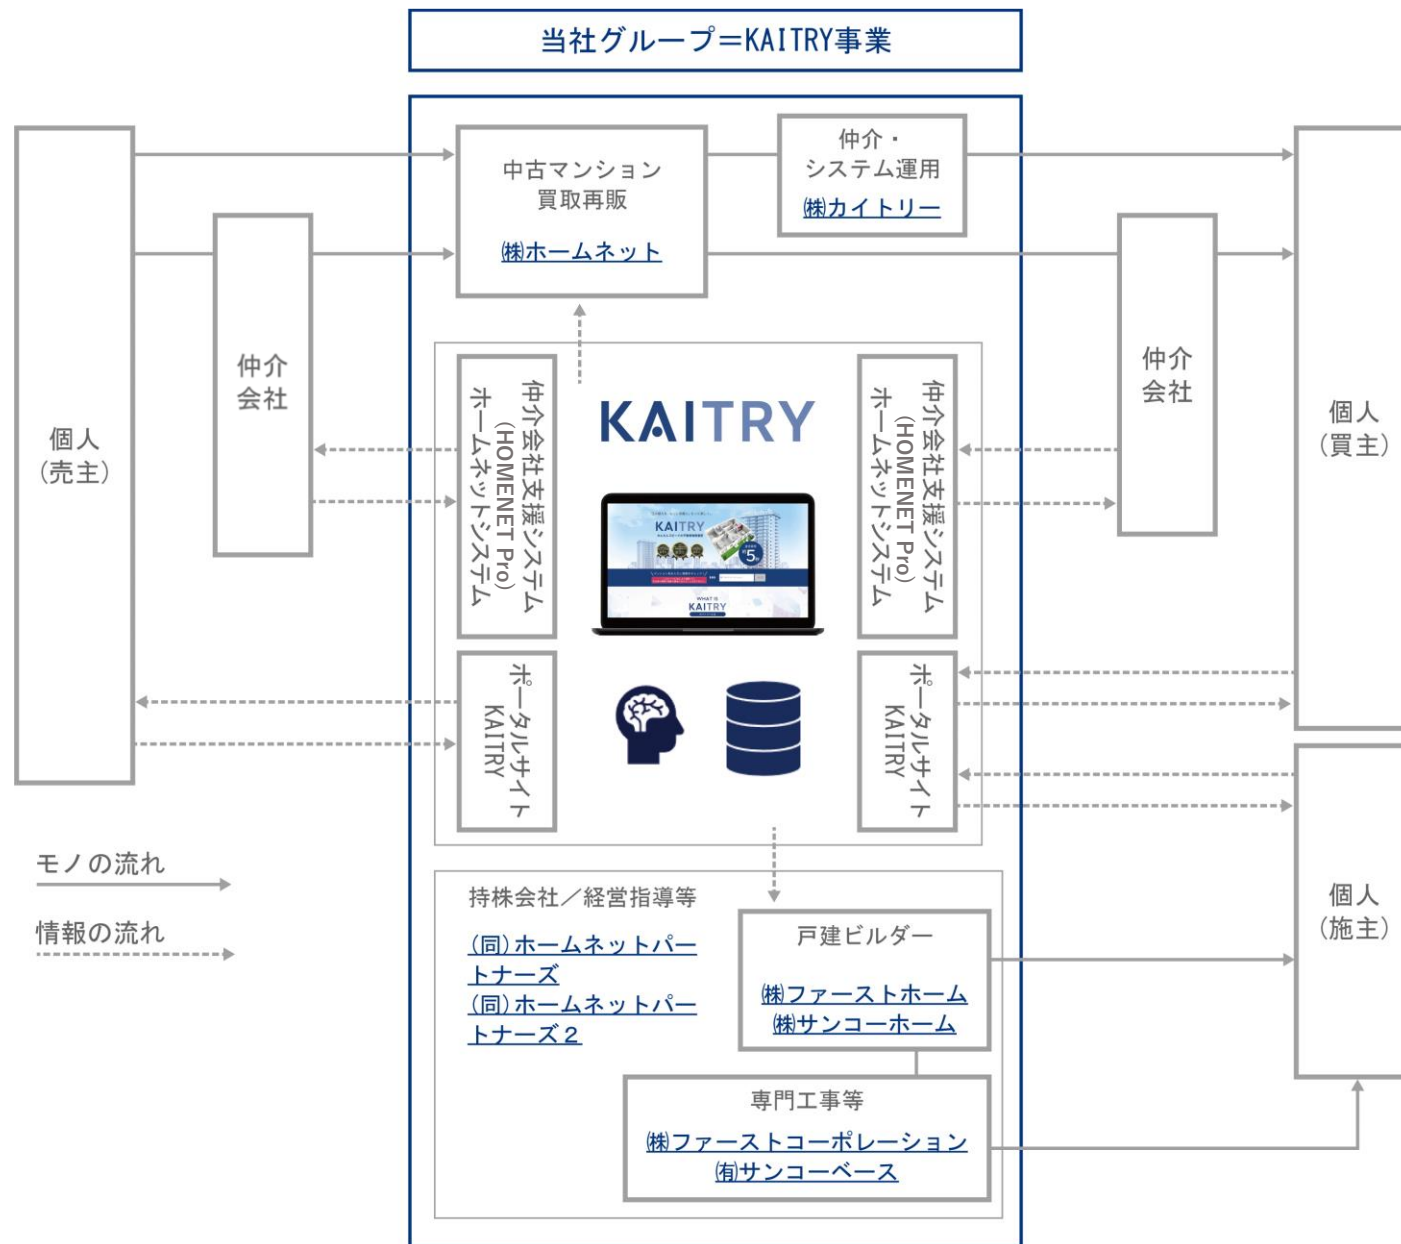 当社グループ＝KAITRY事業
個人
(売主)
仲介
会社
中古マンション
買取再販
㈱ホームネット
仲介・
システム運用
㈱カイトリー
仲介
会社
個人
(買主)
仲介会社支援システム
(HOMENET Pro)
ホームネットシステム
KAITRY
KAITRY
5
WHAT IS
KAITRY
仲介会社支援システム
(HOMENET Pro)
ホームネットシステム
ポータルサイト
KAITRY
ポータルサイト
KAITRY
モノの流れ
情報の流れ
持株会社／経営指導等
(同)ホームネットパー
トナーズ
(同)ホームネットパー
トナーズ２
戸建ビルダー
㈱ファーストホーム
㈱サンコーホーム
専門工事等
㈱ファーストコーポレーション
㈲サンコーベース
個人
(施主)